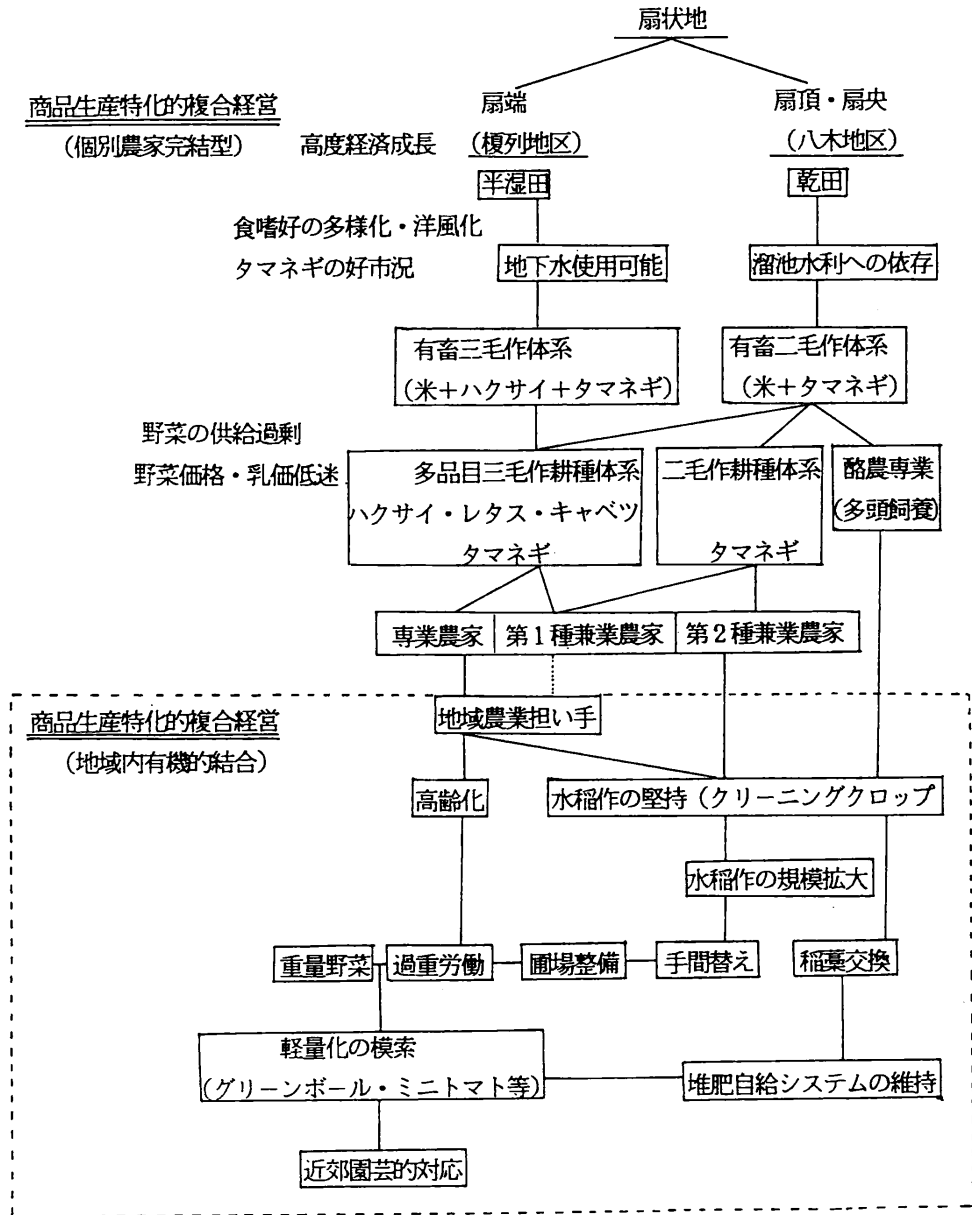 扇状地
商品生産特化的複合経営
(個別農家完結型)
高度経済成長
扇端
(榎列地区)
扇頂・扇央
(八木地区)
半湿田
乾田
食嗜好の多様化・洋風化
タマネギの好市況
地下水使用可能
溜池水利への依存
有畜三毛作体系
(米+ハクサイ+タマネギ)
有畜二毛作体系
(米+タマネギ)
野菜の供給過剰
野菜価格・乳価低迷
多品目三毛作耕種体系
ハクサイ・レタス・キャベツ
タマネギ
二毛作耕種体系
タマネギ
酪農専業
(多頭飼養)
専業農家
第1種兼業農家
第2種兼業農家
商品生産特化的複合経営
(地域内有機的結合)
地域農業担い手
高齢化
水稲作の堅持(クリーニングクロップ
水稲作の規模拡大
重量野菜
過重労働
圃場整備
手間替え
稲藁交換
軽量化の模索
(グリーンボール・ミニトマト等)
堆肥自給システムの維持
近郊園芸的対応